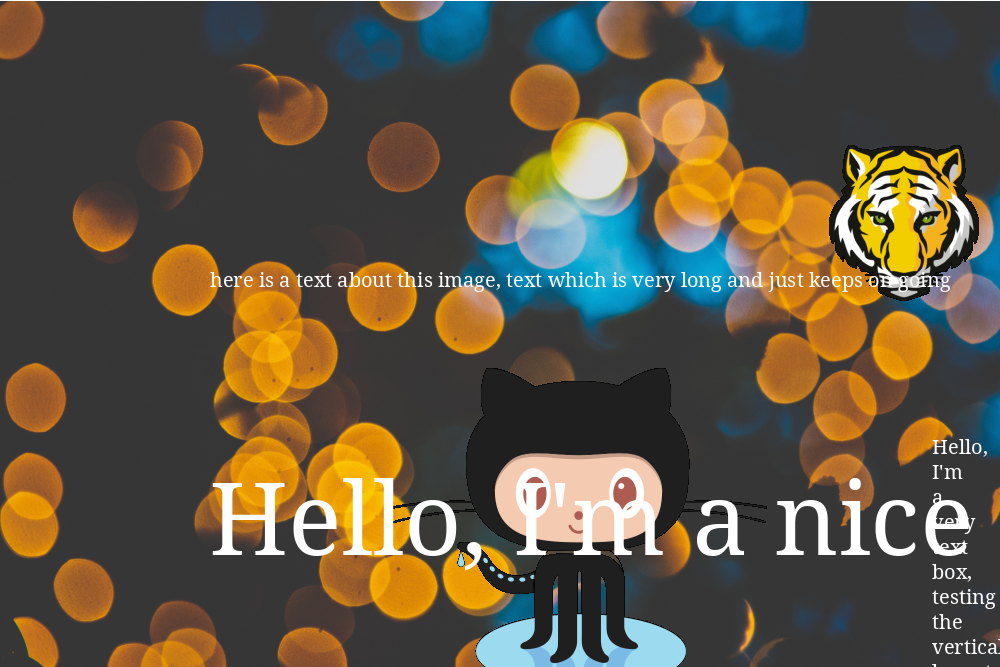 here is a text about this image, text which is very long and just keeps on going
Hello, I'm a nice
Hello,
I'm
a
very
text
box,
testing
the
vertical